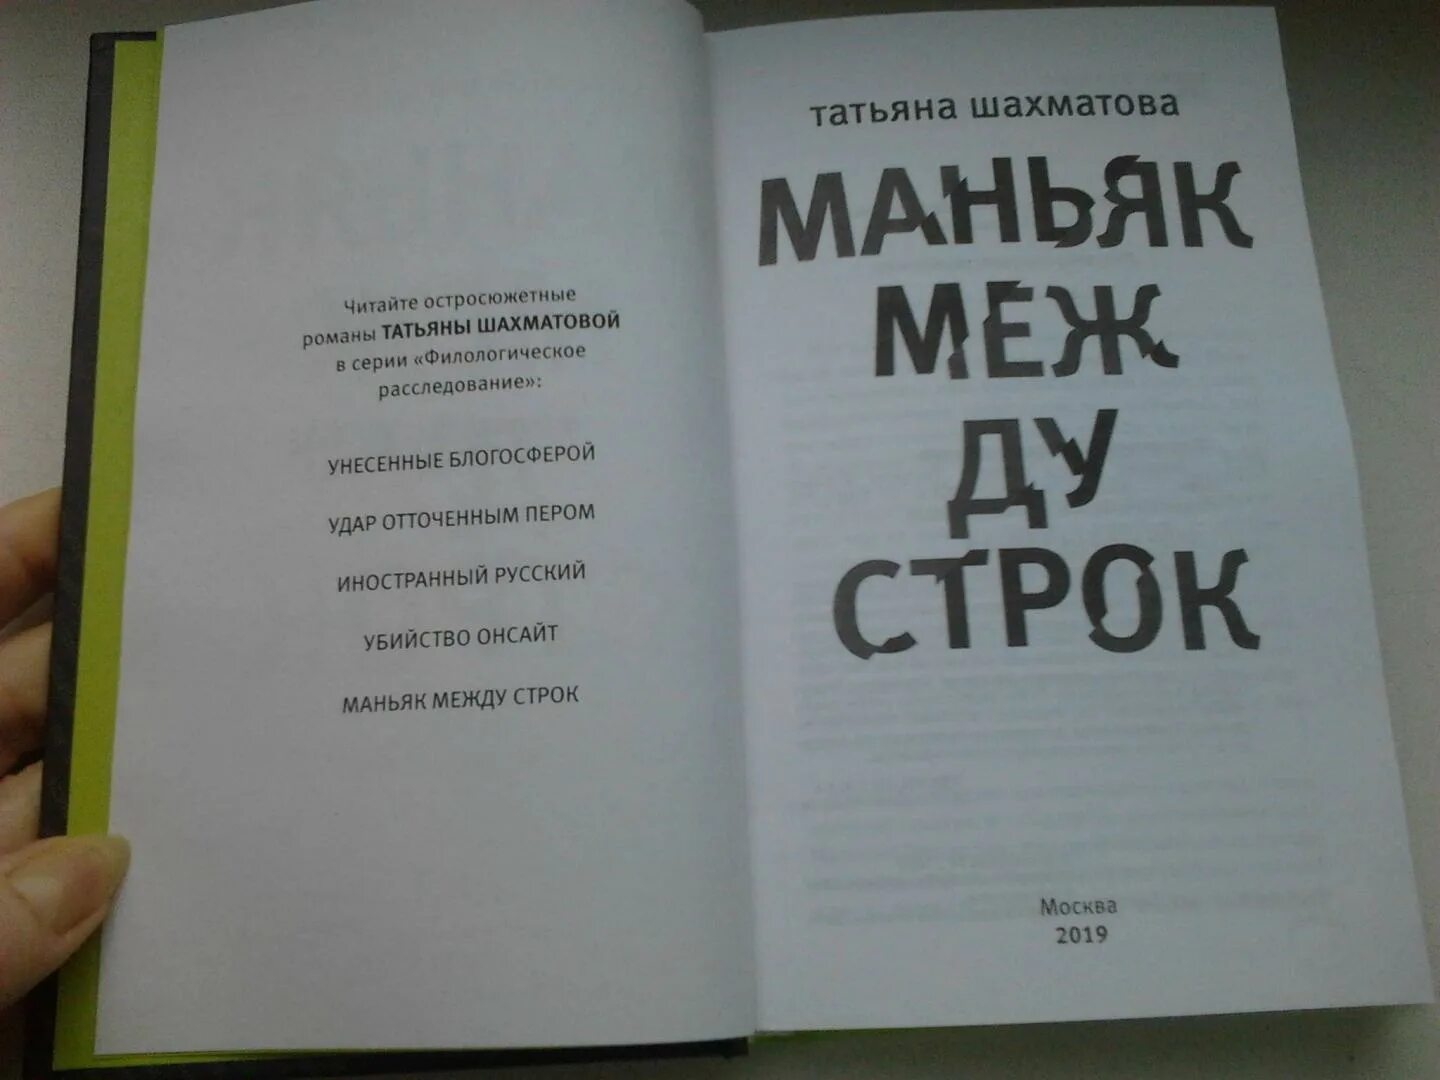 Читайте остросюжетные
романы ТАТЬЯНЫ ШАХМАТОВОЙ
в серии «Филологическое
расследование»:
УНЕСЕННЫЕ БЛОГОСФЕРОЙ
УДАР ОТТОЧЕННЫМ ПЕРОМ
ИНОСТРАННЫЙ РУССКИЙ
УБИЙСТВО ОНСАЙТ
МАНЬЯК МЕЖДУ СТРОК
ТАТЬЯНА ШАХМАТОВА
МАНЬЯК
МЕЖ
ДУ
СТРОК
Москва
2019